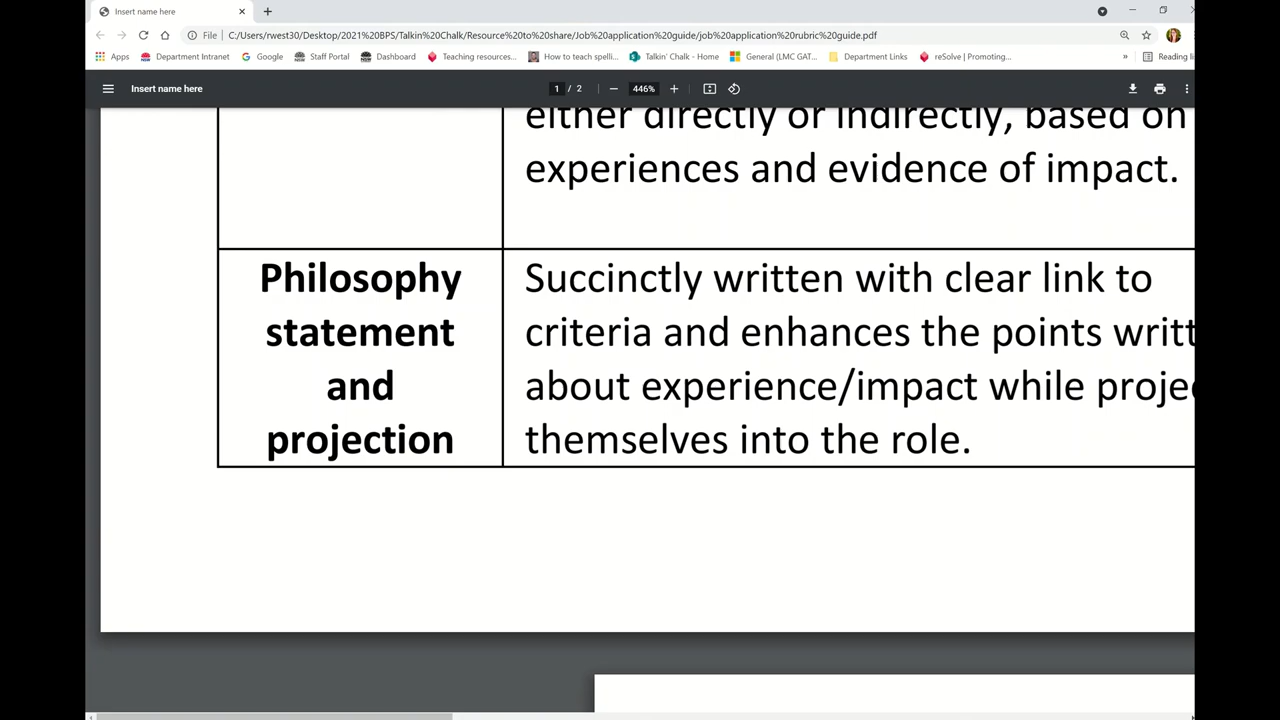 Insert name here
File
C:/Users/rwest30/Desktop/2021%20BPS/Talkin%20Chalk/Resource%20to%20share/Job%20application%20guide/job%20application%20rubric%20guide.pdf
Apps
Department Intranet
Google
Staff Portal
Dashboard
Teaching resources...
How to teach spelli...
Talkin' Chalk - Home
General (LMC GAT...
Department Links
reSolve | Promoting...
»
Reading li
Insert name here
1 / 2
446%
either directly or indirectly, based on
experiences and evidence of impact.
Philosophy
statement
and
projection
Succinctly written with clear link to
criteria and enhances the points writt
about experience/impact while projec
themselves into the role.